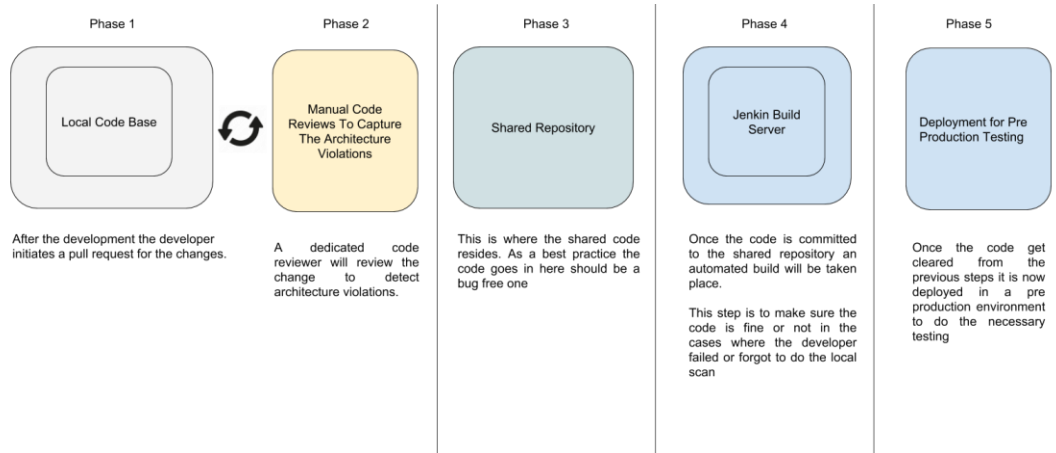 Phase 1
Phase 2
Phase 3
Phase 4
Phase 5
Local Code Base
Manual Code
Reviews To Capture
The Architecture
Violations
Shared Repository
Jenkin Build
Server
Deployment for Pre
Production Testing
After the development the developer
initiates a pull request for the changes.
A dedicated code
reviewer will review the
change to detect
architecture violations.
This is where the shared code
resides. As a best practice the
code goes in here should be a
bug free one
Once the code is committed
to the shared repository an
automated build will be taken
place.
This step is to make sure the
code is fine or not in the
cases where the developer
failed or forgot to do the local
scan
Once the code get
cleared from the
previous steps it is now
deployed in a pre
production environment
to do the necessary
testing